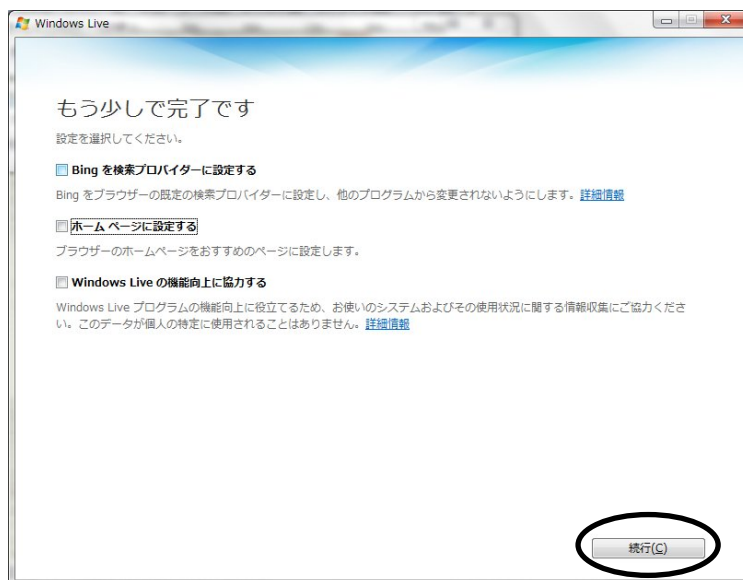 Windows Live
もう少しで完了です
設定を選択してください。
Bing を検索プロバイダーに設定する
Bing をブラウザーの既定の検索プロバイダーに設定し、他のプログラムから変更されないようにします。詳細情報
ホーム ページに設定する
ブラウザーのホームページをおすすめのページに設定します。
Windows Live の機能向上に協力する
Windows Live プログラムの機能向上に役立てるため、お使いのシステムおよびその使用状況に関する情報収集にご協力くださ
い。このデータが個人の特定に使用されることはありません。詳細情報
続行(C)